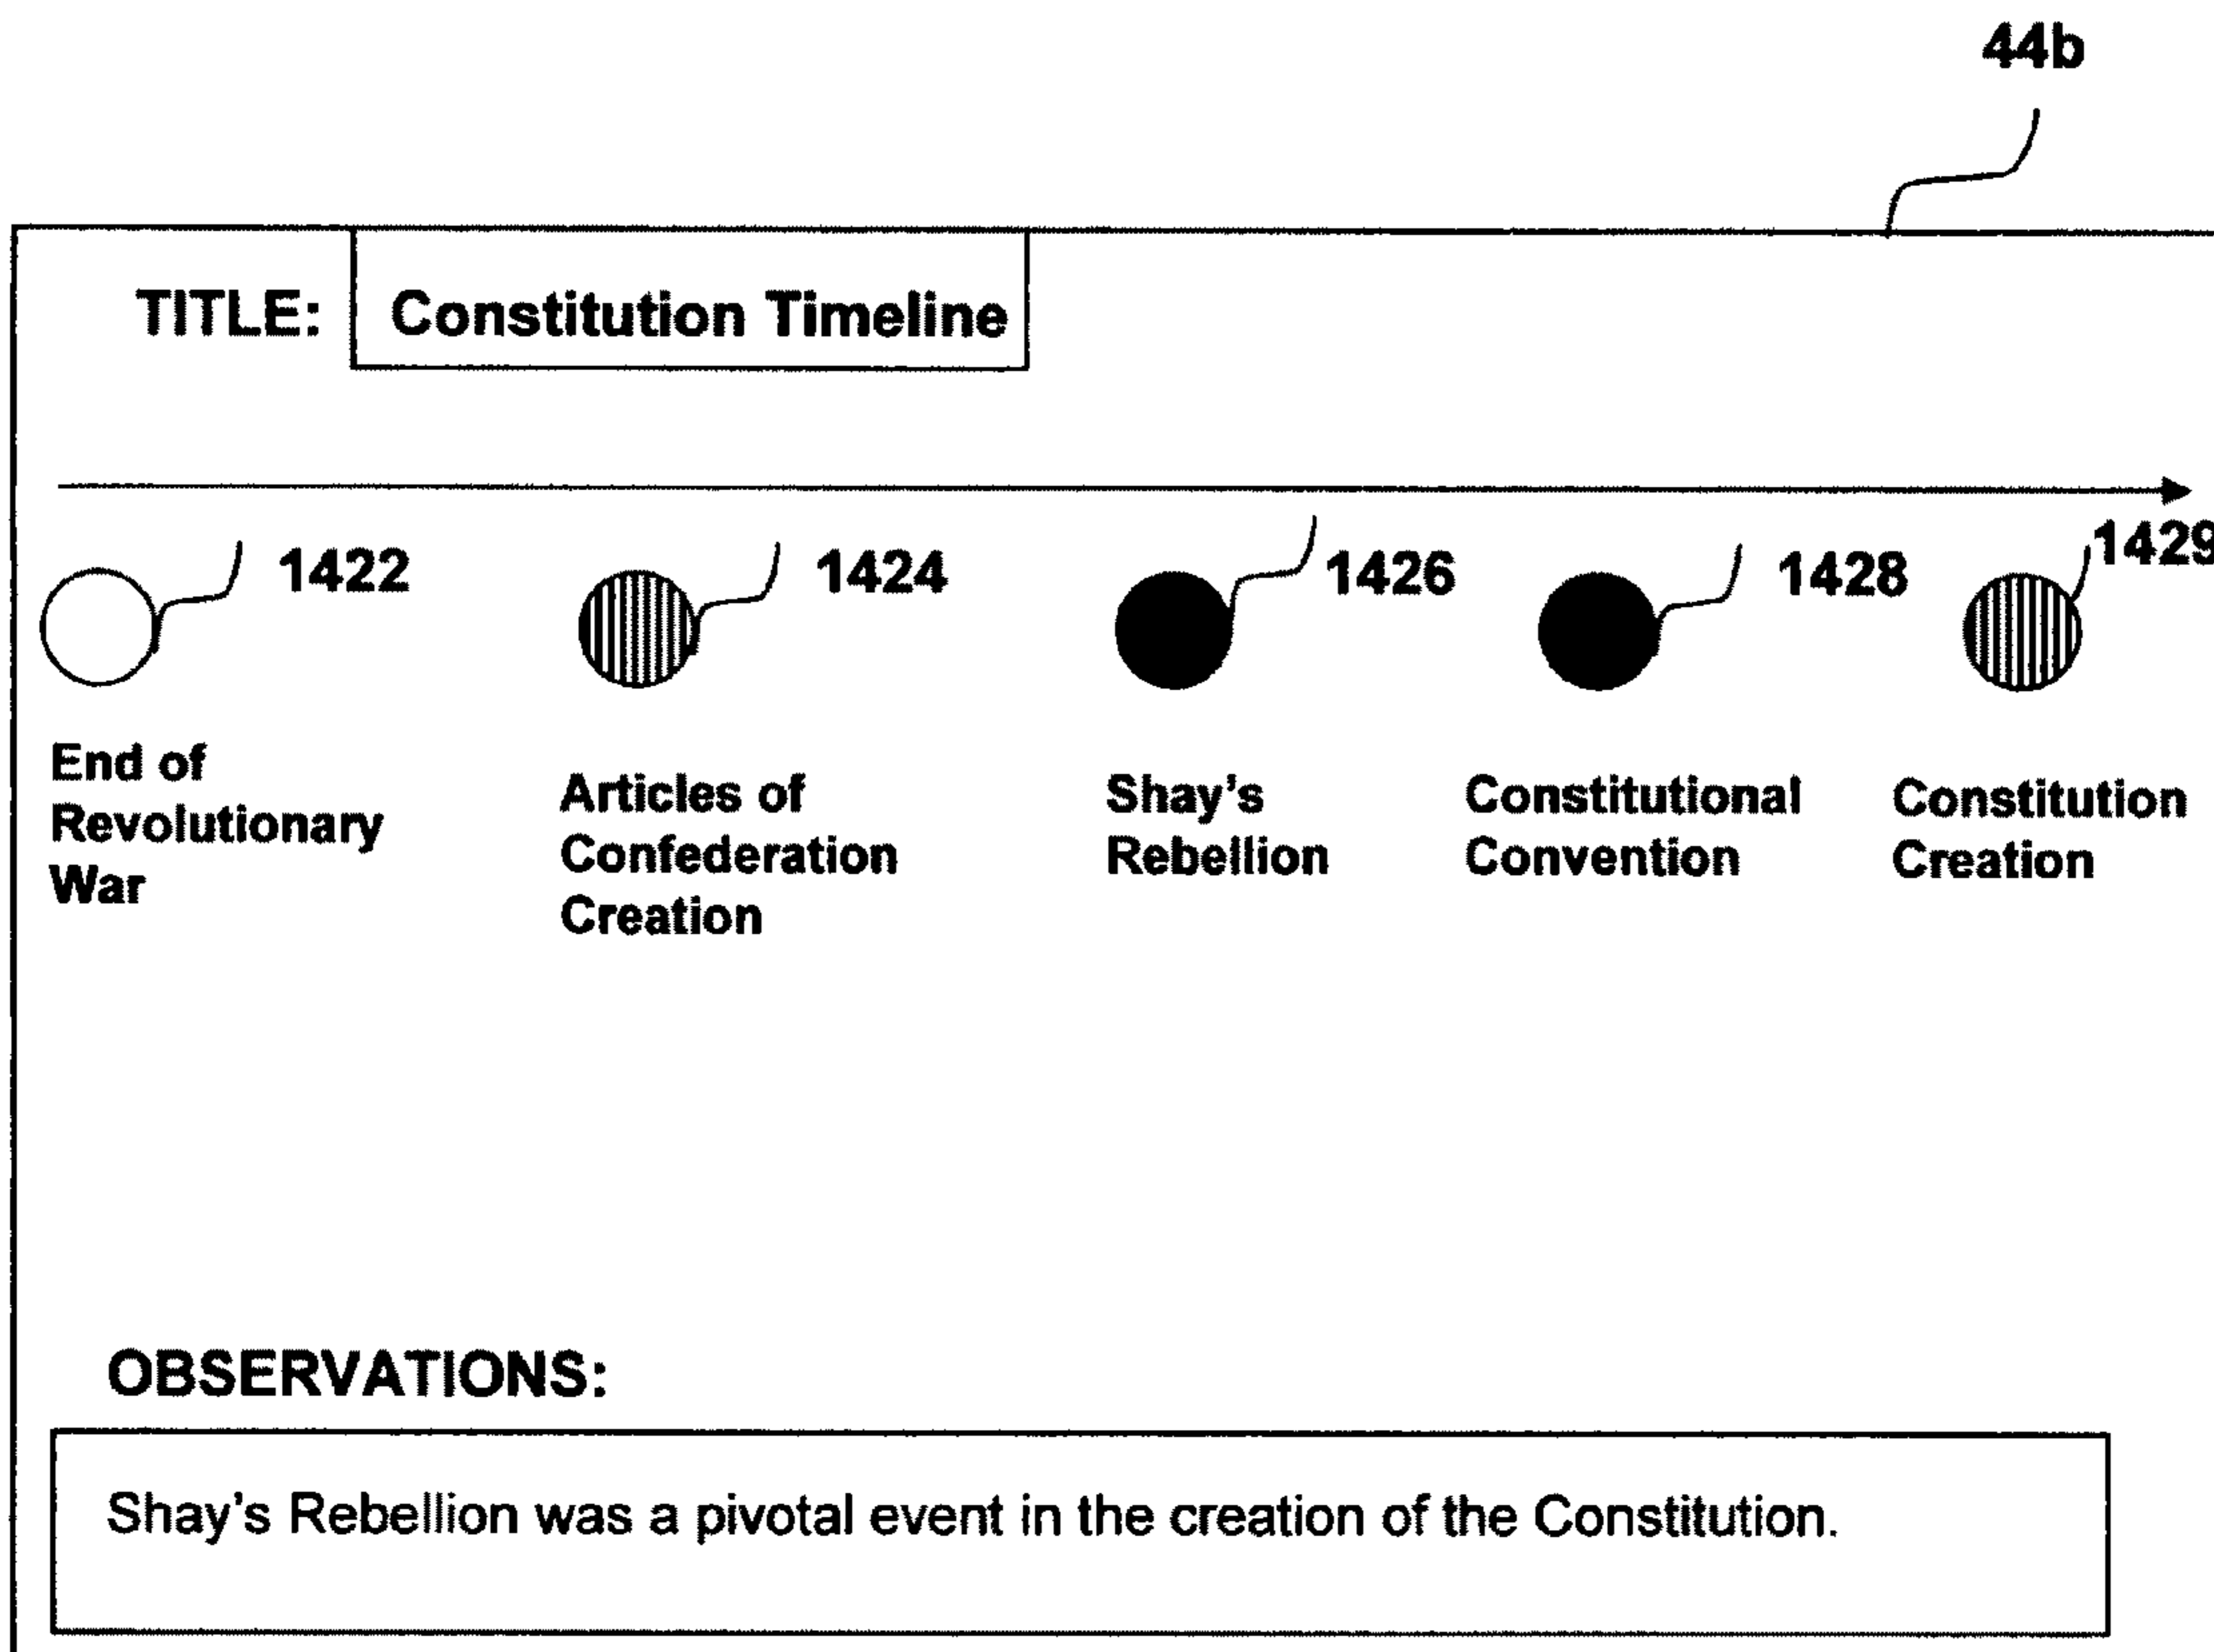 44b
TITLE: Constitution Timeline
1422 1424 1426 1428 1429
End of
Revolutionary
War
Articles of
Confederation
Creation
Shay's
Rebellion
Constitutional
Convention
Constitution
Creation
OBSERVATIONS:
Shay's Rebellion was a pivotal event in the creation of the Constitution.